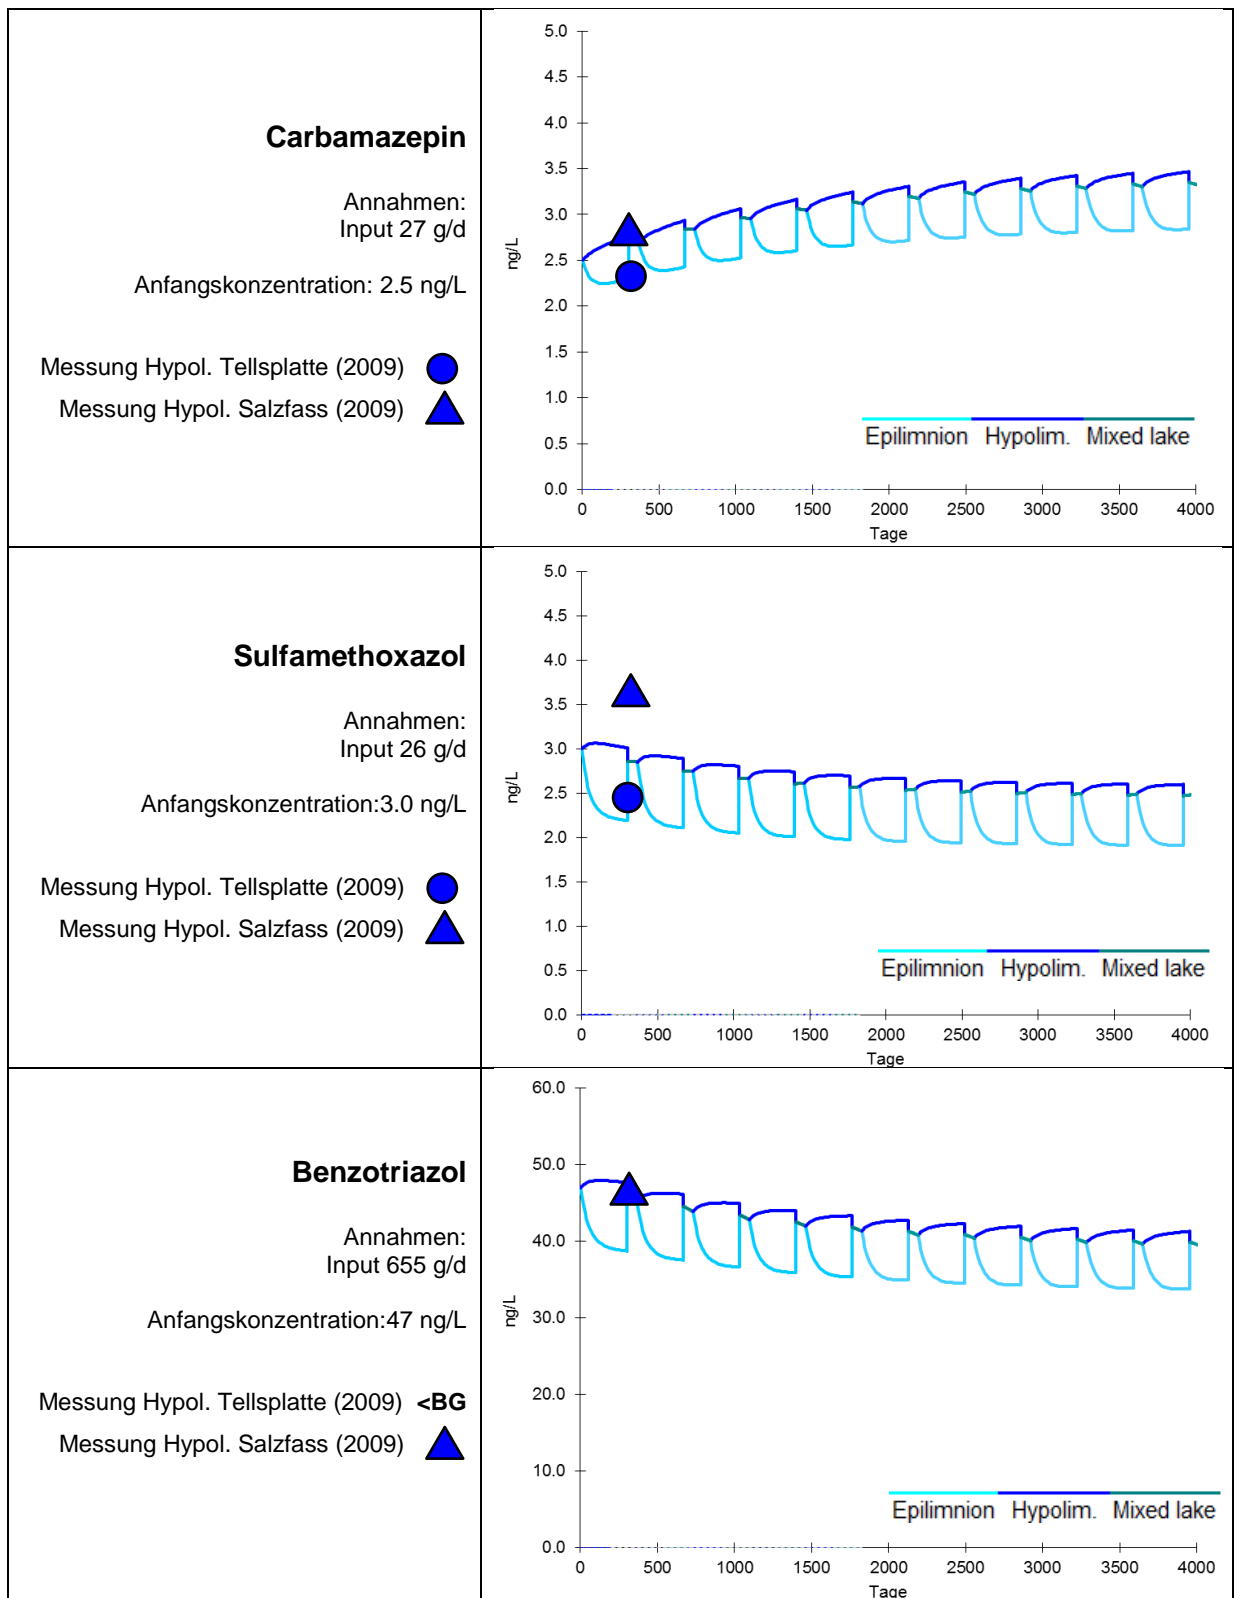 Carbamazepin
Annahmen:
Input 27 g/d
Anfangskonzentration: 2.5 ng/L
Messung Hypol. Tellsplatte (2009)
Messung Hypol. Salzfass (2009)
5.0
4.5
4.0
3.5
3.0
2.5
2.0
1.5
1.0
0.5
0.0
ng/L
Epilimnion Hypolim. Mixed lake
0 500 1000 1500 2000 2500 3000 3500 4000
Tage
Sulfamethoxazol
Annahmen:
Input 26 g/d
Anfangskonzentration:3.0 ng/L
Messung Hypol. Tellsplatte (2009)
Messung Hypol. Salzfass (2009)
5.0
4.5
4.0
3.5
3.0
2.5
2.0
1.5
1.0
0.5
0.0
ng/L
Epilimnion Hypolim. Mixed lake
0 500 1000 1500 2000 2500 3000 3500 4000
Tage
Benzotriazol
Annahmen:
Input 655 g/d
Anfangskonzentration:47 ng/L
Messung Hypol. Tellsplatte (2009) <BG
Messung Hypol. Salzfass (2009)
60.0
50.0
40.0
30.0
20.0
10.0
0.0
ng/L
Epilimnion Hypolim. Mixed lake
0 500 1000 1500 2000 2500 3000 3500 4000
Tage